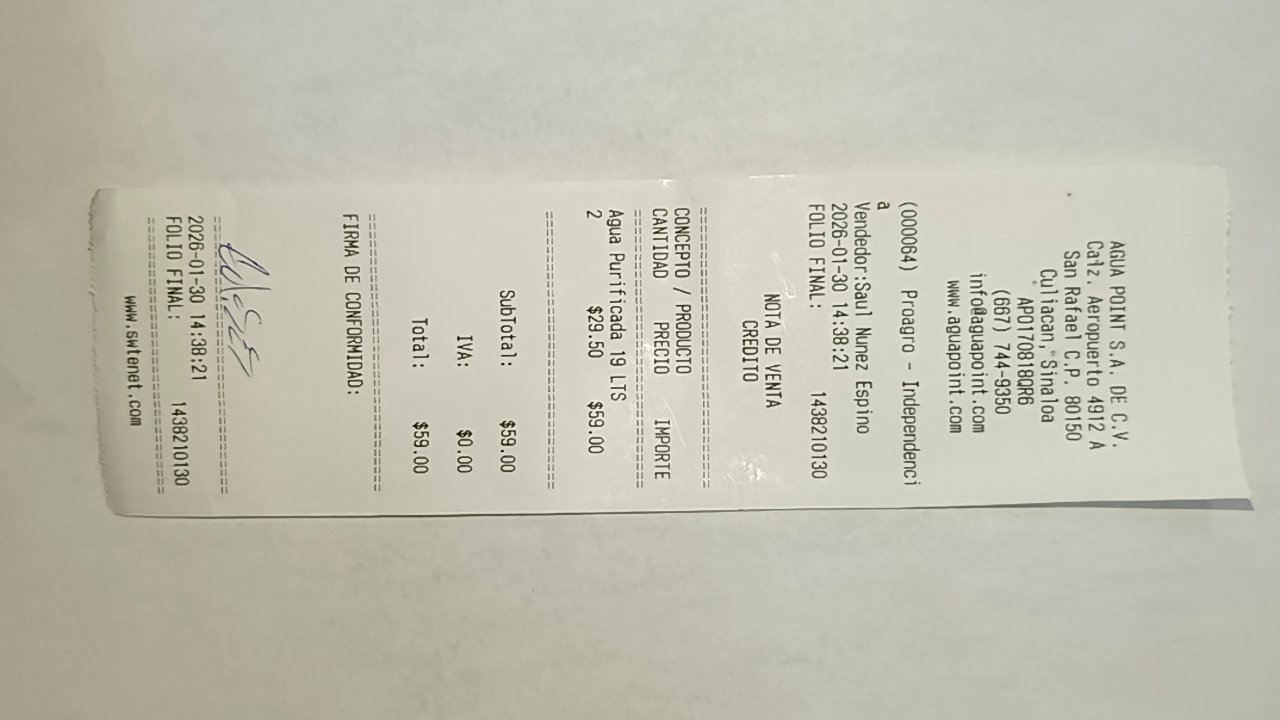 AGUA POINT S.A. DE C.V.
Calz. Aeropuerto 4912 A
San Rafael C.P. 80150
Culiacan, Sinaloa
APO170818QR6
(667) 744-9350
info@aguapoint.com
www.aguapoint.com
(000064) Proagro - Independenci
a
Vendedor:Saul Nunez Espino
2026-01-30 14:38:21
FOLIO FINAL: 1438210130
NOTA DE VENTA
CREDITO
================================
CONCEPTO / PRODUCTO
CANTIDAD PRECIO IMPORTE
================================
Agua Purificada 19 LTS
2 $29.50 $59.00
================================
SubTotal: $59.00
IVA: $0.00
Total: $59.00
================================
FIRMA DE CONFORMIDAD:
================================
2026-01-30 14:38:21
FOLIO FINAL: 1438210130
================================
www.swtenet.com